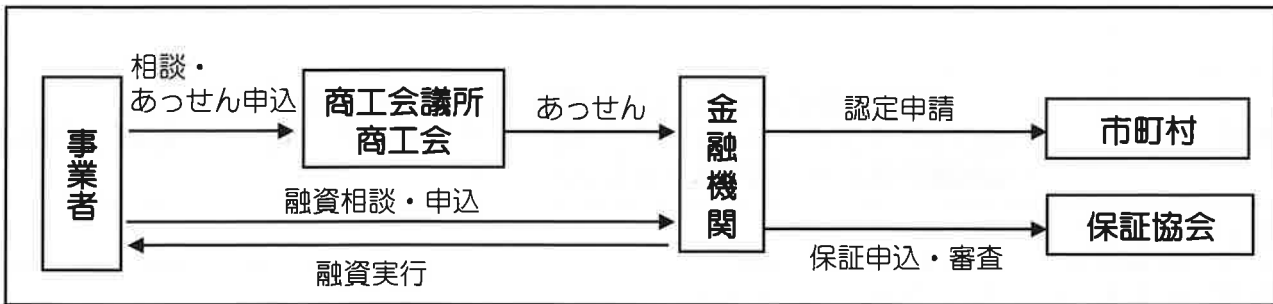 相談・
あっせん申込
事業者
商工会議所
商工会
あっせん
金融機関
認定申請
市町村
融資相談・申込
融資実行
保証申込・審査
保証協会